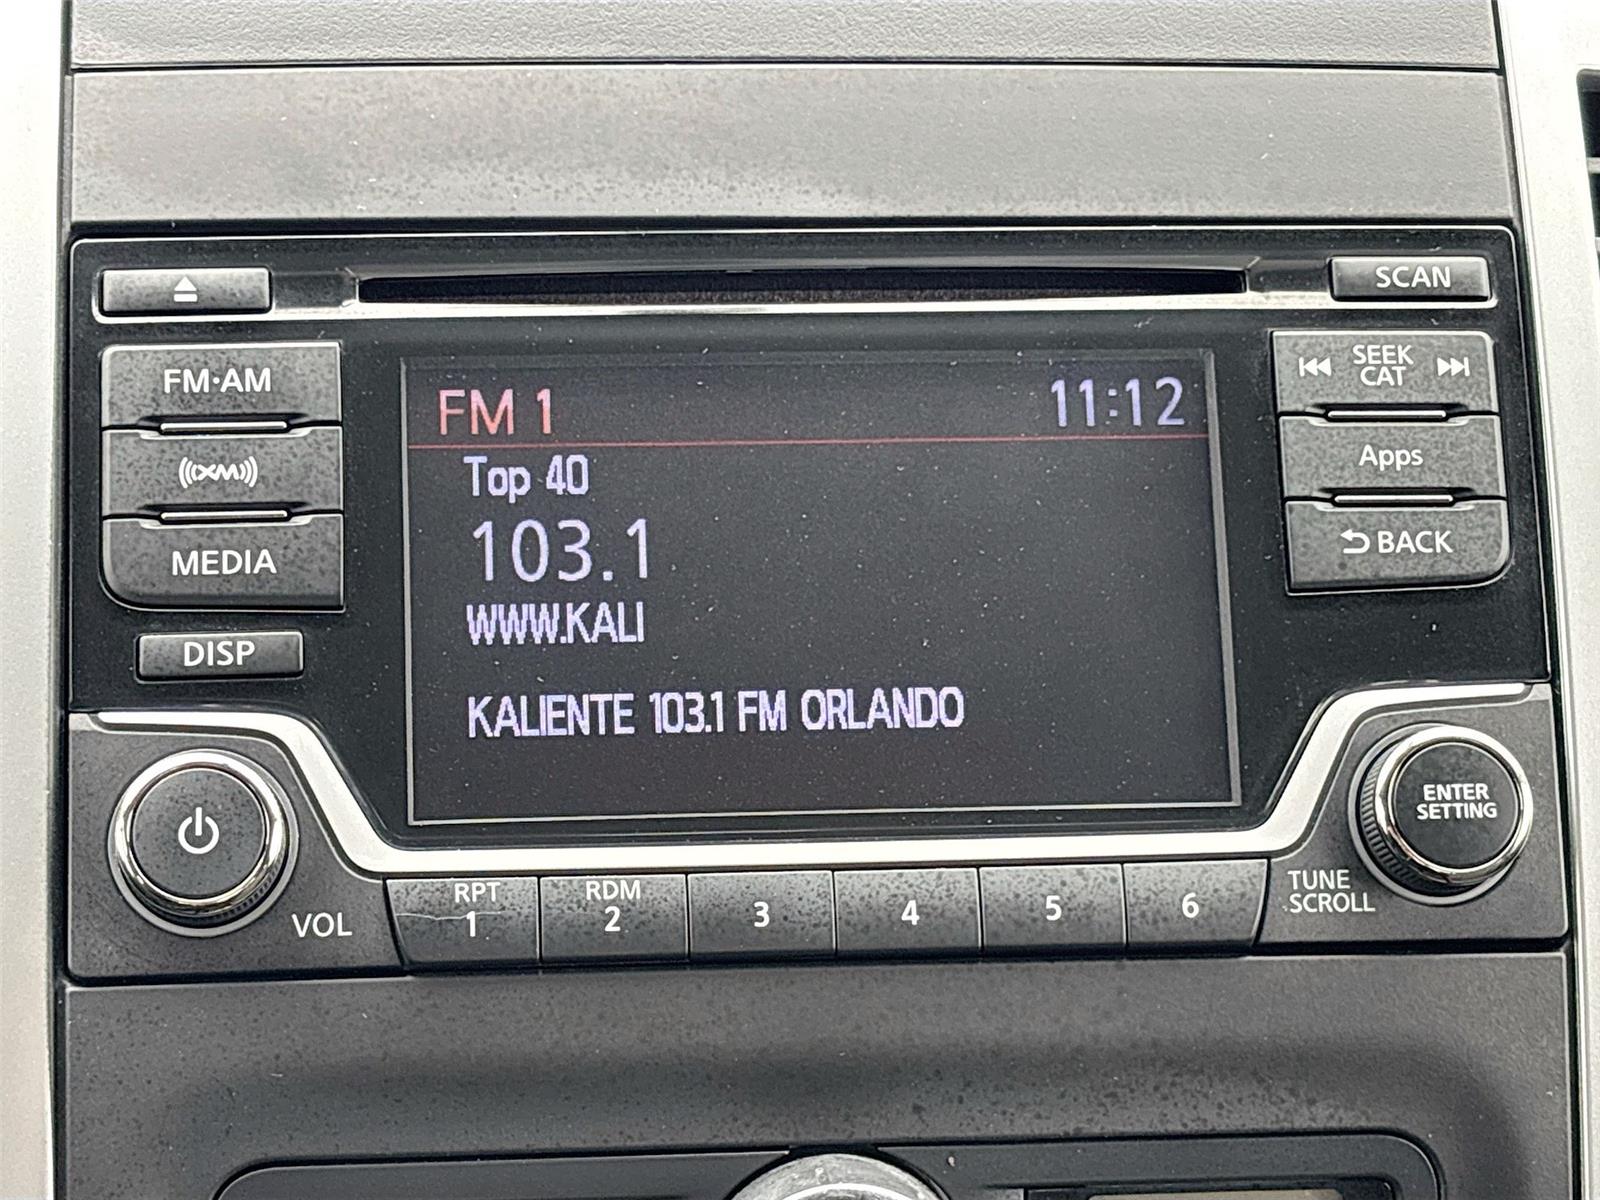 SCAN
FM·AM
SEEK
CAT
FM 1 11:12
Top 40
Apps
((XM))
103.1
BACK
MEDIA
WWW.KALI
DISP
KALIENTE 103.1 FM ORLANDO
ENTER
SETTING
VOL
RPT
1
RDM
2
3
4
5
6
TUNE
SCROLL